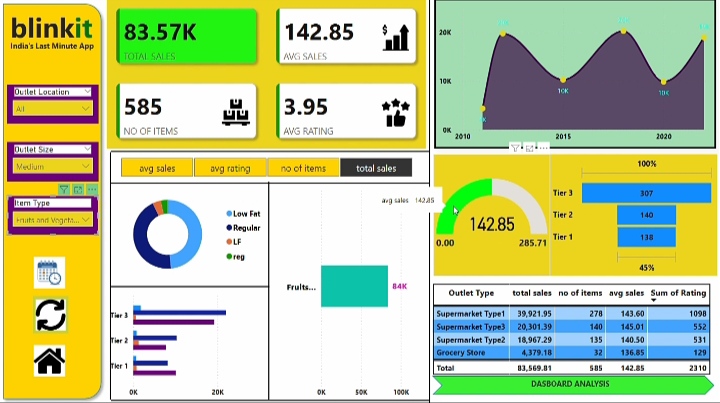 blinkit
India's Last Minute App
Outlet Location
All
Outlet Size
Medium
Item Type
Fruits and Vegeta...
83.57K
TOTAL SALES
142.85
AVG SALES
585
NO OF ITEMS
3.95
AVG RATING
avg sales
avg rating
no of items
total sales
Low Fat
Regular
LF
reg
Tier 3
Tier 2
Tier 1
0K 20K
Fruits...
84K
0K 50K 100K
20K
10K
0K
10K
10K
2010 2015 2020
avg sales 142.85
142.85
0.00 285.71
100%
Tier 3 307
Tier 2 140
Tier 1 138
45%
Outlet Type total sales no of items avg sales Sum of Rating
Supermarket Type1 39,921.95 278 143.60 1098
Supermarket Type3 20,301.39 140 145.01 552
Supermarket Type2 18,967.29 135 140.50 531
Grocery Store 4,379.18 32 136.85 129
Total 83,569.81 585 142.85 2310
DASBOARD ANALYSIS